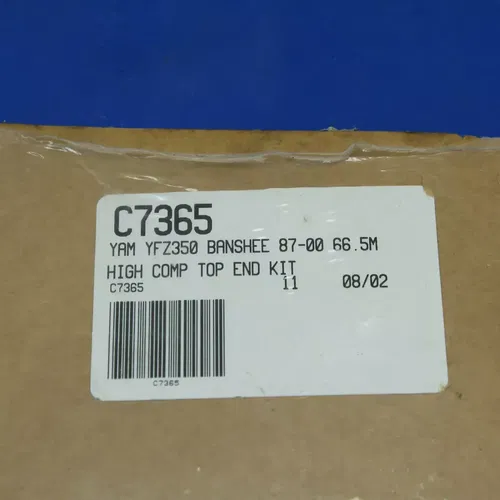 C7365
YAM YFZ350 BANSHEE 87-00 66.5M
HIGH COMP TOP END KIT
C7365 11 08/02
C7365